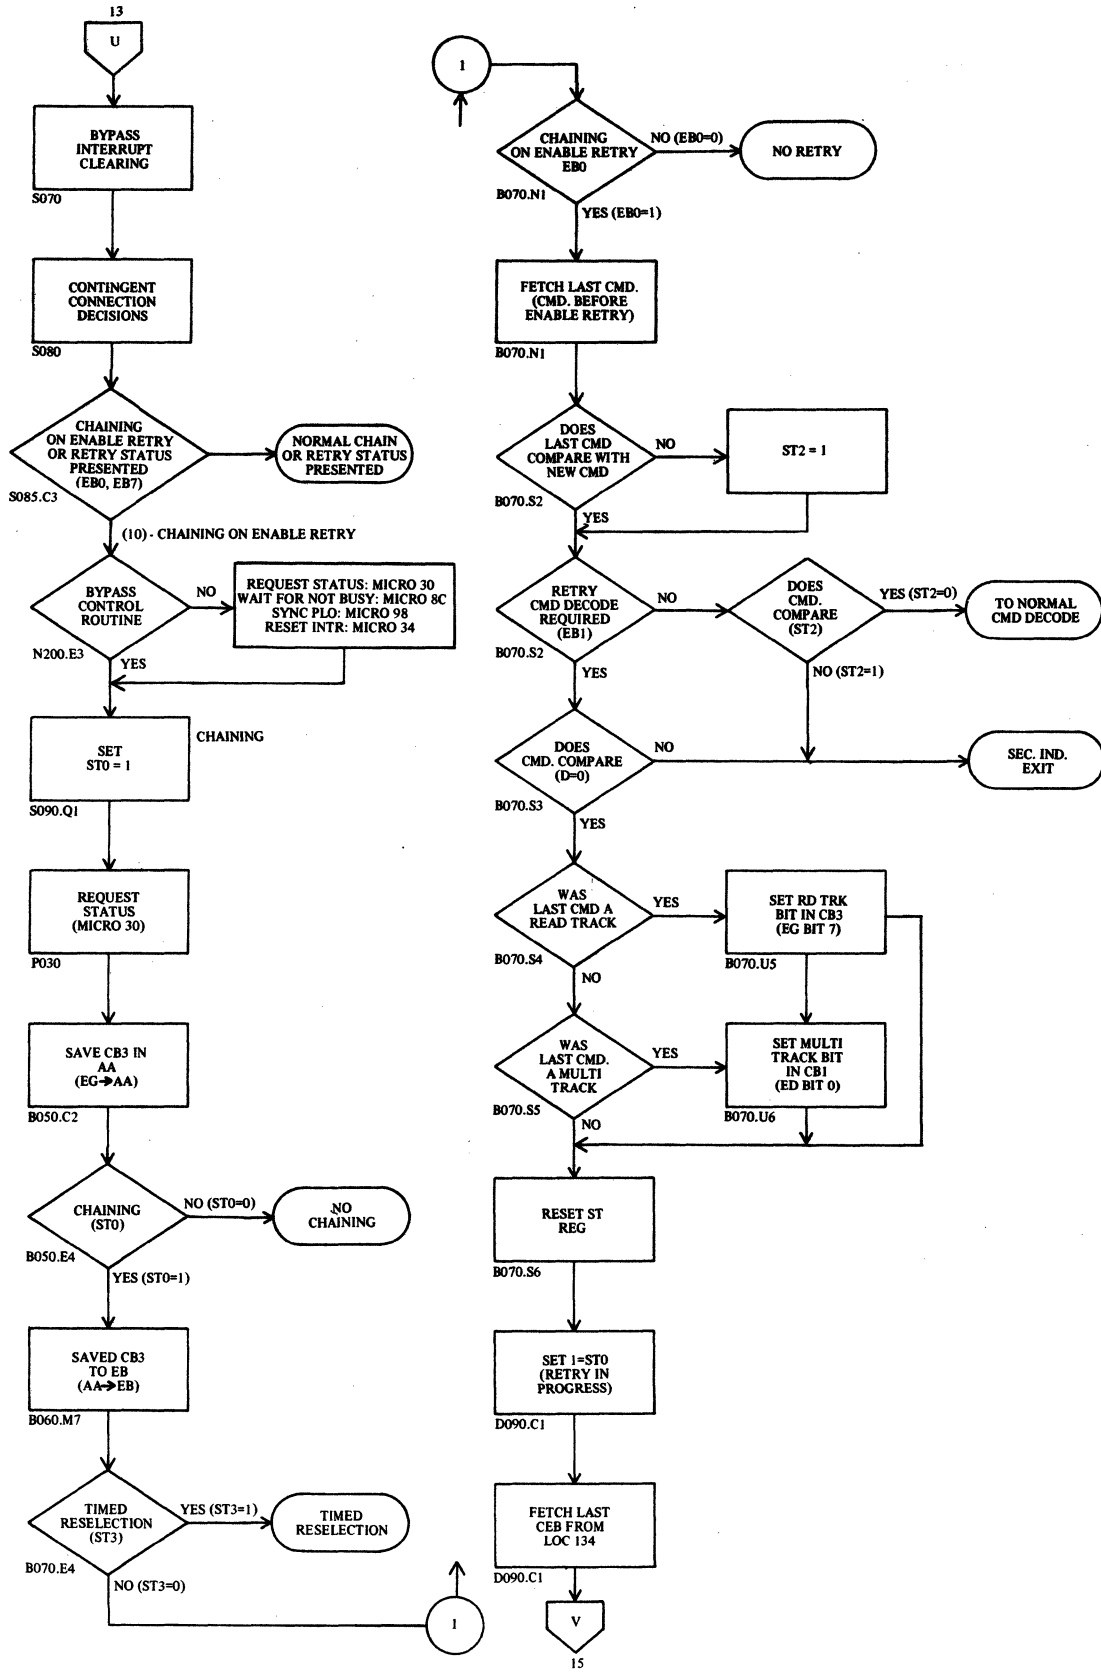 13
U
BYPASS
INTERRUPT
CLEARING
S070
CONTINGENT
CONNECTION
DECISIONS
S080
CHAINING
ON ENABLE RETRY
OR RETRY STATUS
PRESENTED
(EB0, EB7)
S085.C3
NORMAL CHAIN
OR RETRY STATUS
PRESENTED
(10) - CHAINING ON ENABLE RETRY
BYPASS
CONTROL
ROUTINE
N200.E3
NO
REQUEST STATUS: MICRO 30
WAIT FOR NOT BUSY: MICRO 8C
SYNC PLO: MICRO 98
RESET INTR: MICRO 34
YES
SET
ST0 = 1
CHAINING
S090.Q1
REQUEST
STATUS
(MICRO 30)
P030
SAVE CB3 IN
AA
(EG➔AA)
B050.C2
CHAINING
(ST0)
B050.E4
NO (ST0=0)
NO
CHAINING
YES (ST0=1)
SAVED CB3
TO EB
(AA➔EB)
B060.M7
TIMED
RESELECTION
(ST3)
B070.E4
YES (ST3=1)
TIMED
RESELECTION
NO (ST3=0)
1
1
CHAINING
ON ENABLE RETRY
EB0
B070.N1
NO (EB0=0)
NO RETRY
YES (EB0=1)
FETCH LAST CMD.
(CMD. BEFORE
ENABLE RETRY)
B070.N1
DOES
LAST CMD
COMPARE WITH
NEW CMD
B070.S2
NO
ST2 = 1
YES
RETRY
CMD DECODE
REQUIRED
(EB1)
B070.S2
NO
DOES
CMD.
COMPARE
(ST2)
YES (ST2=0)
TO NORMAL
CMD DECODE
YES
NO (ST2=1)
DOES
CMD. COMPARE
(D=0)
B070.S3
NO
SEC. IND.
EXIT
YES
WAS
LAST CMD A
READ TRACK
B070.S4
YES
SET RD TRK
BIT IN CB3
(EG BIT 7)
B070.U5
NO
WAS
LAST CMD.
A MULTI
TRACK
B070.S5
YES
SET MULTI
TRACK BIT
IN CB1
(ED BIT 0)
B070.U6
NO
RESET ST
REG
B070.S6
SET 1=ST0
(RETRY IN
PROGRESS)
D090.C1
FETCH LAST
CEB FROM
LOC 134
D090.C1
V
15